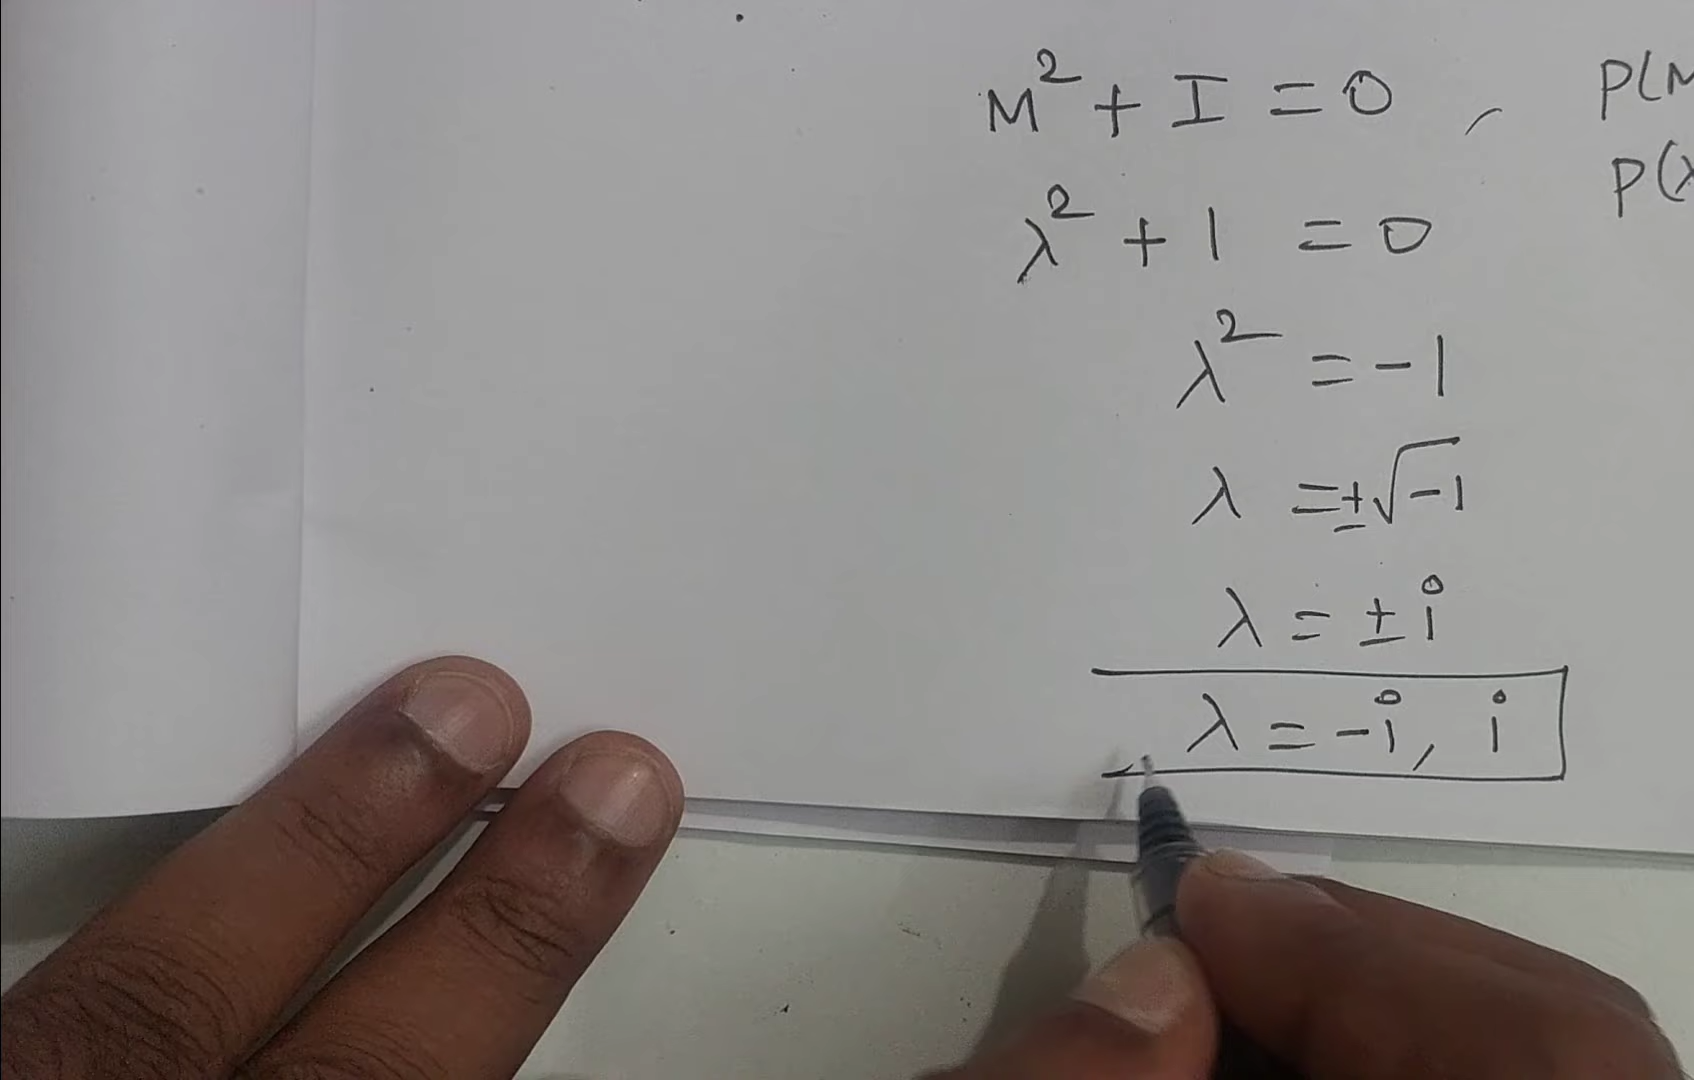 M² + I = 0 , P(M
λ² + 1 = 0 P(λ
λ² = -1
λ = ±√-1
λ = ±i
λ = -i, i